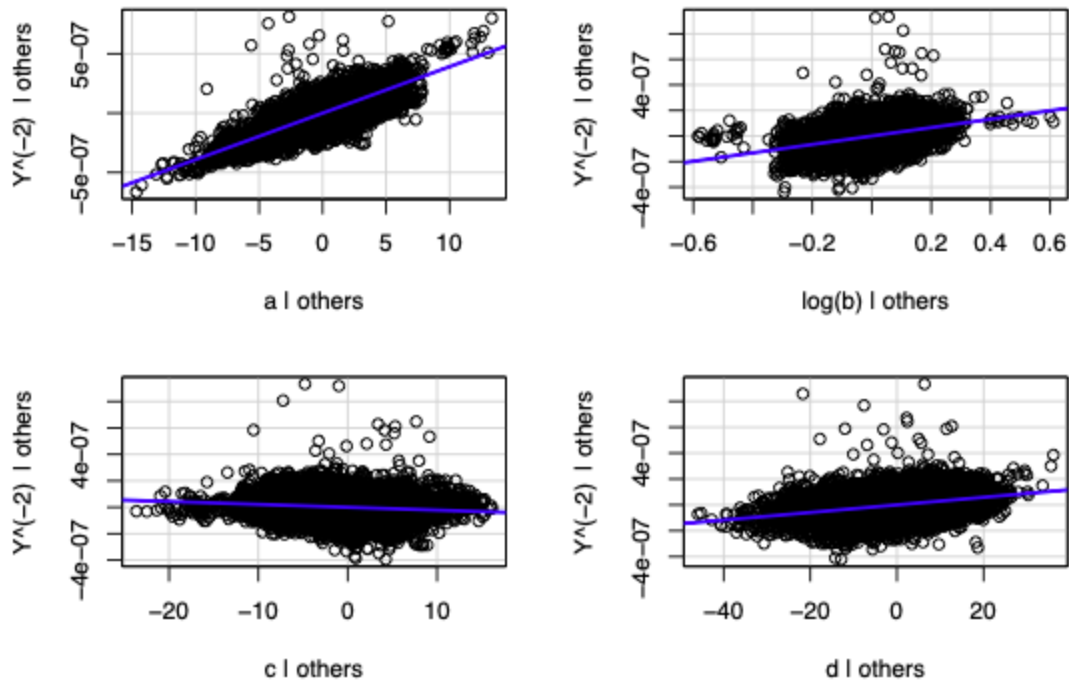 Y^(−2) | others
5e−07
−5e−07
−15 −10 −5 0 5 10
a | others
Y^(−2) | others
4e−07
−4e−07
−0.6 −0.2 0.2 0.4 0.6
log(b) | others
Y^(−2) | others
4e−07
−4e−07
−20 −10 0 10
c | others
Y^(−2) | others
4e−07
−4e−07
−40 −20 0 20
d | others